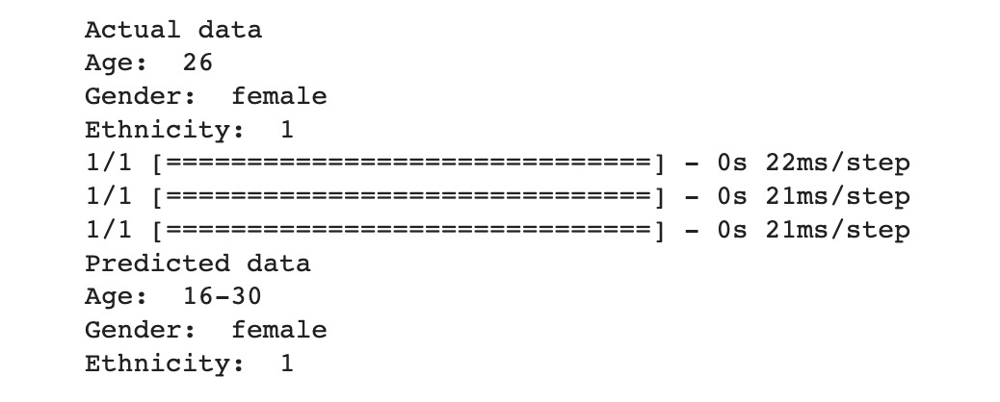 Actual data
Age:  26
Gender:  female
Ethnicity:  1
1/1 [==============================] - 0s 22ms/step
1/1 [==============================] - 0s 21ms/step
1/1 [==============================] - 0s 21ms/step
Predicted data
Age:  16-30
Gender:  female
Ethnicity:  1